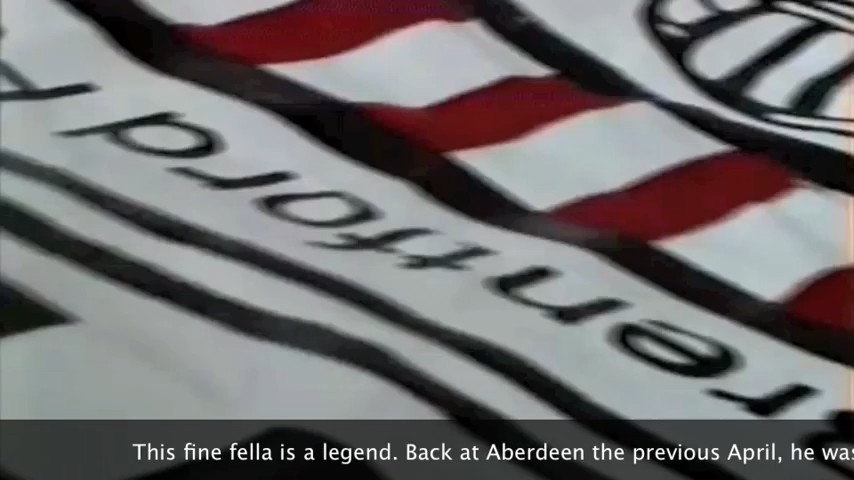 rentford
This fine fella is a legend. Back at Aberdeen the previous April, he was